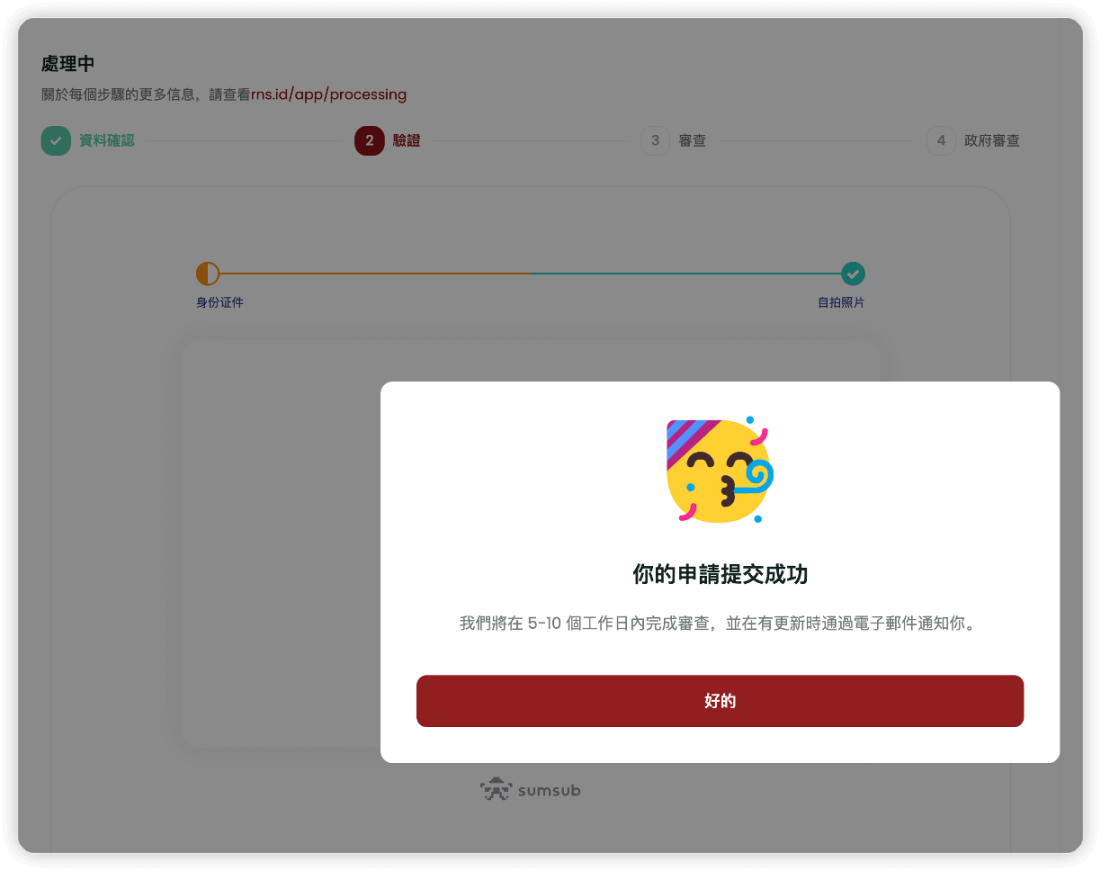 處理中
關於每個步驟的更多信息，請查看rns.id/app/processing
資料確認
2 驗證
3 審查
4 政府審查
身份证件
自拍照片
你的申請提交成功
我們將在 5-10 個工作日內完成審查，並在有更新時通過電子郵件通知你。
好的
sumsub